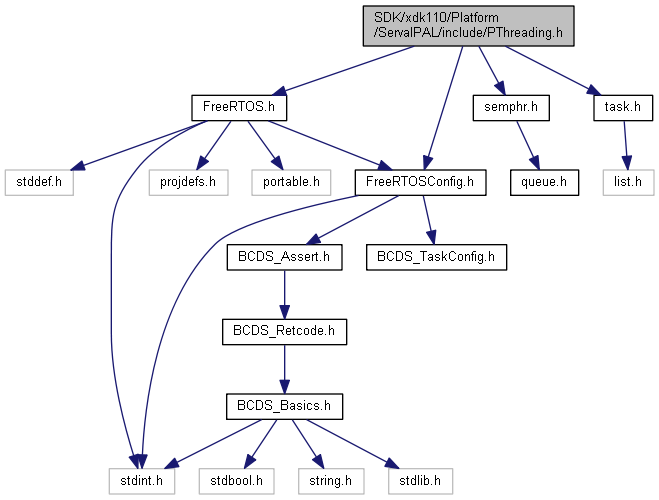 SDK/xdk110/Platform
/ServalPAL/include/PThreading.h
FreeRTOS.h
semphr.h
task.h
stddef.h
projdefs.h
portable.h
FreeRTOSConfig.h
queue.h
list.h
BCDS_Assert.h
BCDS_TaskConfig.h
BCDS_Retcode.h
BCDS_Basics.h
stdint.h
stdbool.h
string.h
stdlib.h